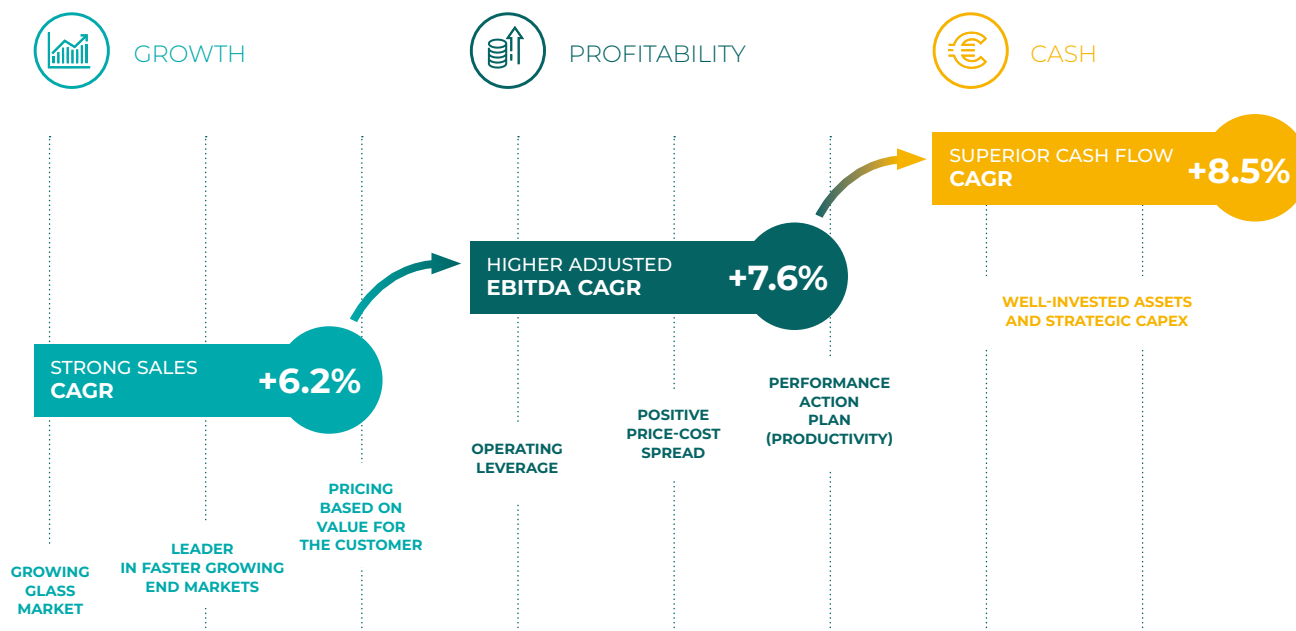 GROWTH
PROFITABILITY
CASH
SUPERIOR CASH FLOW
CAGR
+8.5%
HIGHER ADJUSTED
EBITDA CAGR
+7.6%
WELL-INVESTED ASSETS
AND STRATEGIC CAPEX
STRONG SALES
CAGR
+6.2%
PERFORMANCE
ACTION
PLAN
(PRODUCTIVITY)
POSITIVE
PRICE-COST
SPREAD
OPERATING
LEVERAGE
PRICING
BASED ON
VALUE FOR
THE CUSTOMER
LEADER
IN FASTER GROWING
END MARKETS
GROWING
GLASS
MARKET